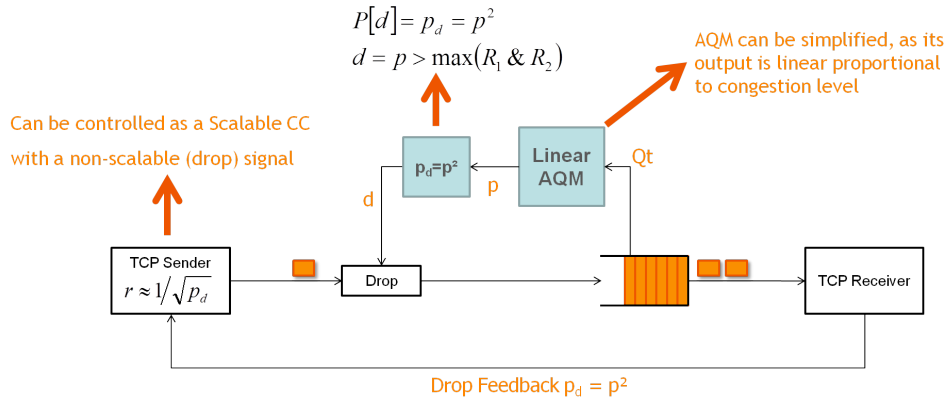 P[d] = p_d = p²
d = p > max(R₁ & R₂)
AQM can be simplified, as its
output is linear proportional
to congestion level
Can be controlled as a Scalable CC
with a non-scalable (drop) signal
p_d=p²
Linear
AQM
Qt
p
d
TCP Sender
r ≈ 1/√p_d
Drop
TCP Receiver
Drop Feedback p_d = p²